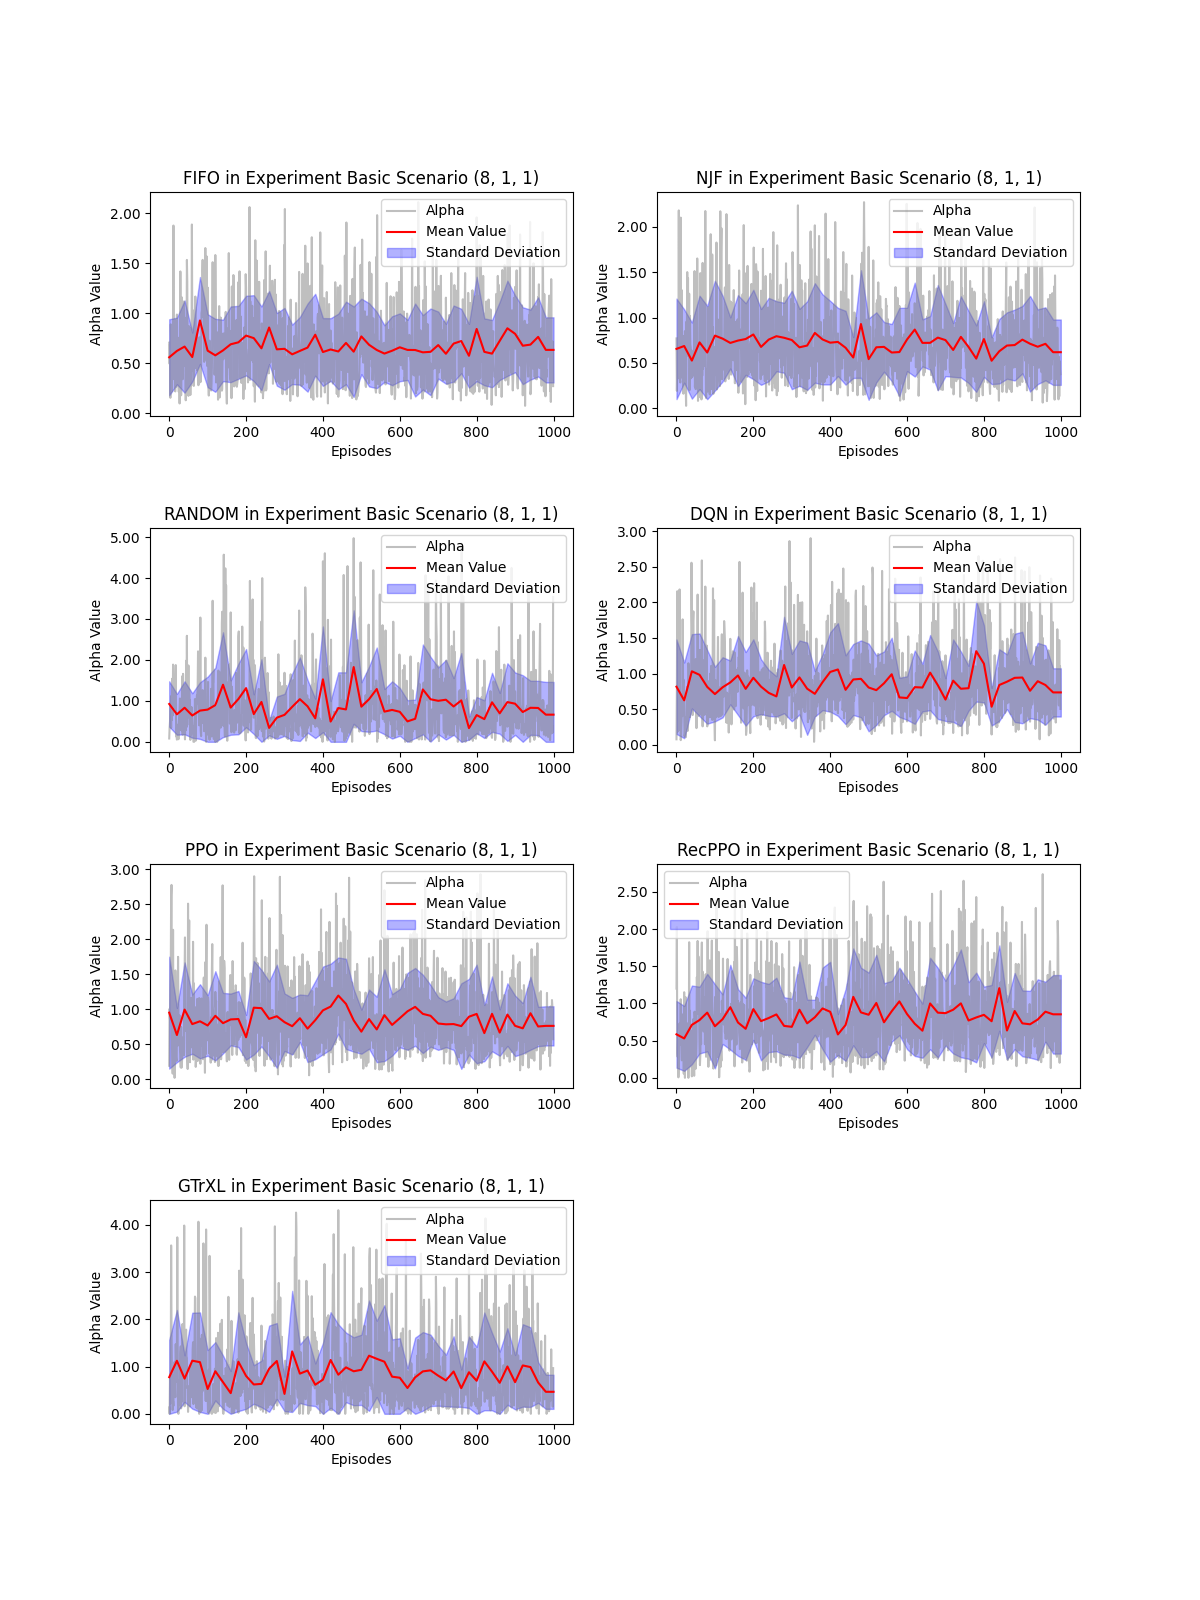 FIFO in Experiment Basic Scenario (8, 1, 1)
Alpha Value
2.00
1.50
1.00
0.50
0.00
Alpha
Mean Value
Standard Deviation
0 200 400 600 800 1000
Episodes
NJF in Experiment Basic Scenario (8, 1, 1)
Alpha Value
2.00
1.50
1.00
0.50
0.00
Alpha
Mean Value
Standard Deviation
0 200 400 600 800 1000
Episodes
RANDOM in Experiment Basic Scenario (8, 1, 1)
Alpha Value
5.00
4.00
3.00
2.00
1.00
0.00
Alpha
Mean Value
Standard Deviation
0 200 400 600 800 1000
Episodes
DQN in Experiment Basic Scenario (8, 1, 1)
Alpha Value
3.00
2.50
2.00
1.50
1.00
0.50
0.00
Alpha
Mean Value
Standard Deviation
0 200 400 600 800 1000
Episodes
PPO in Experiment Basic Scenario (8, 1, 1)
Alpha Value
3.00
2.50
2.00
1.50
1.00
0.50
0.00
Alpha
Mean Value
Standard Deviation
0 200 400 600 800 1000
Episodes
RecPPO in Experiment Basic Scenario (8, 1, 1)
Alpha Value
2.50
2.00
1.50
1.00
0.50
0.00
Alpha
Mean Value
Standard Deviation
0 200 400 600 800 1000
Episodes
GTrXL in Experiment Basic Scenario (8, 1, 1)
Alpha Value
4.00
3.00
2.00
1.00
0.00
Alpha
Mean Value
Standard Deviation
0 200 400 600 800 1000
Episodes